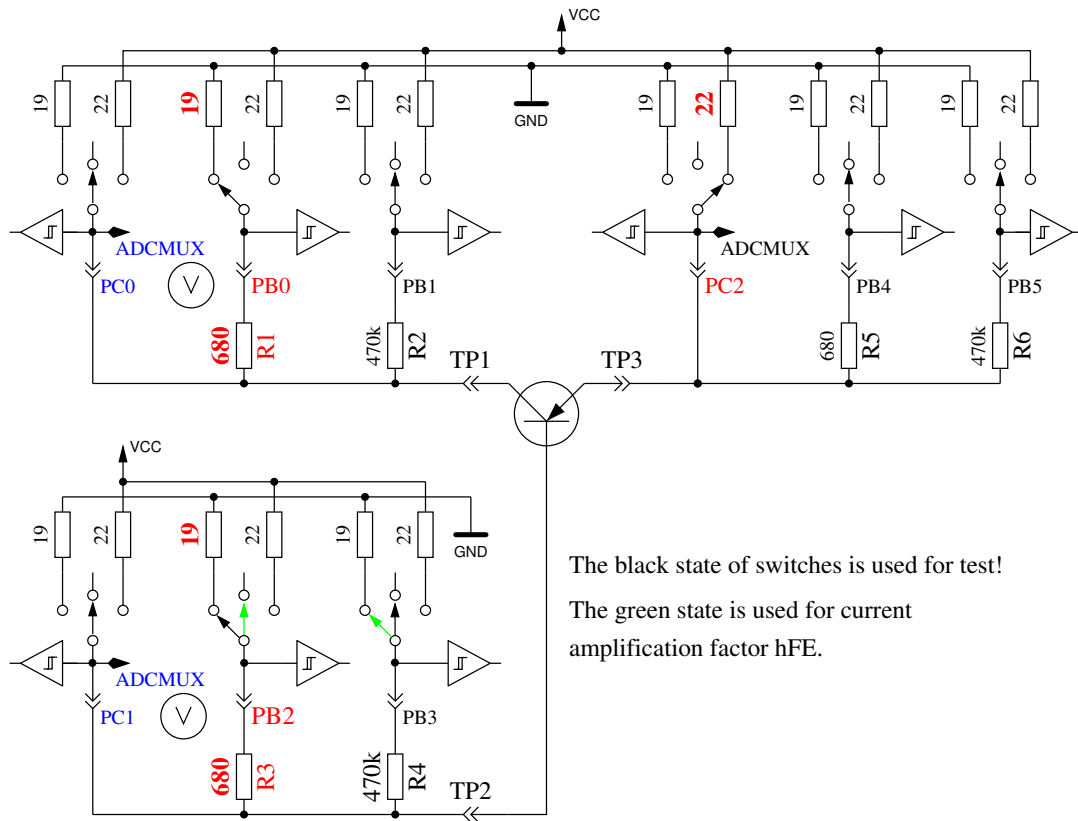 VCC
19
22
19
22
19
22
GND
19
22
19
22
19
22
ADCMUX
ADCMUX
PC0
V
PB0
PB1
PC2
PB4
PB5
680
R1
470k
R2
TP1
TP3
680
R5
470k
R6
VCC
19
22
19
22
19
22
GND
The black state of switches is used for test!
The green state is used for current
amplification factor hFE.
ADCMUX
PC1
V
PB2
PB3
680
R3
470k
R4
TP2